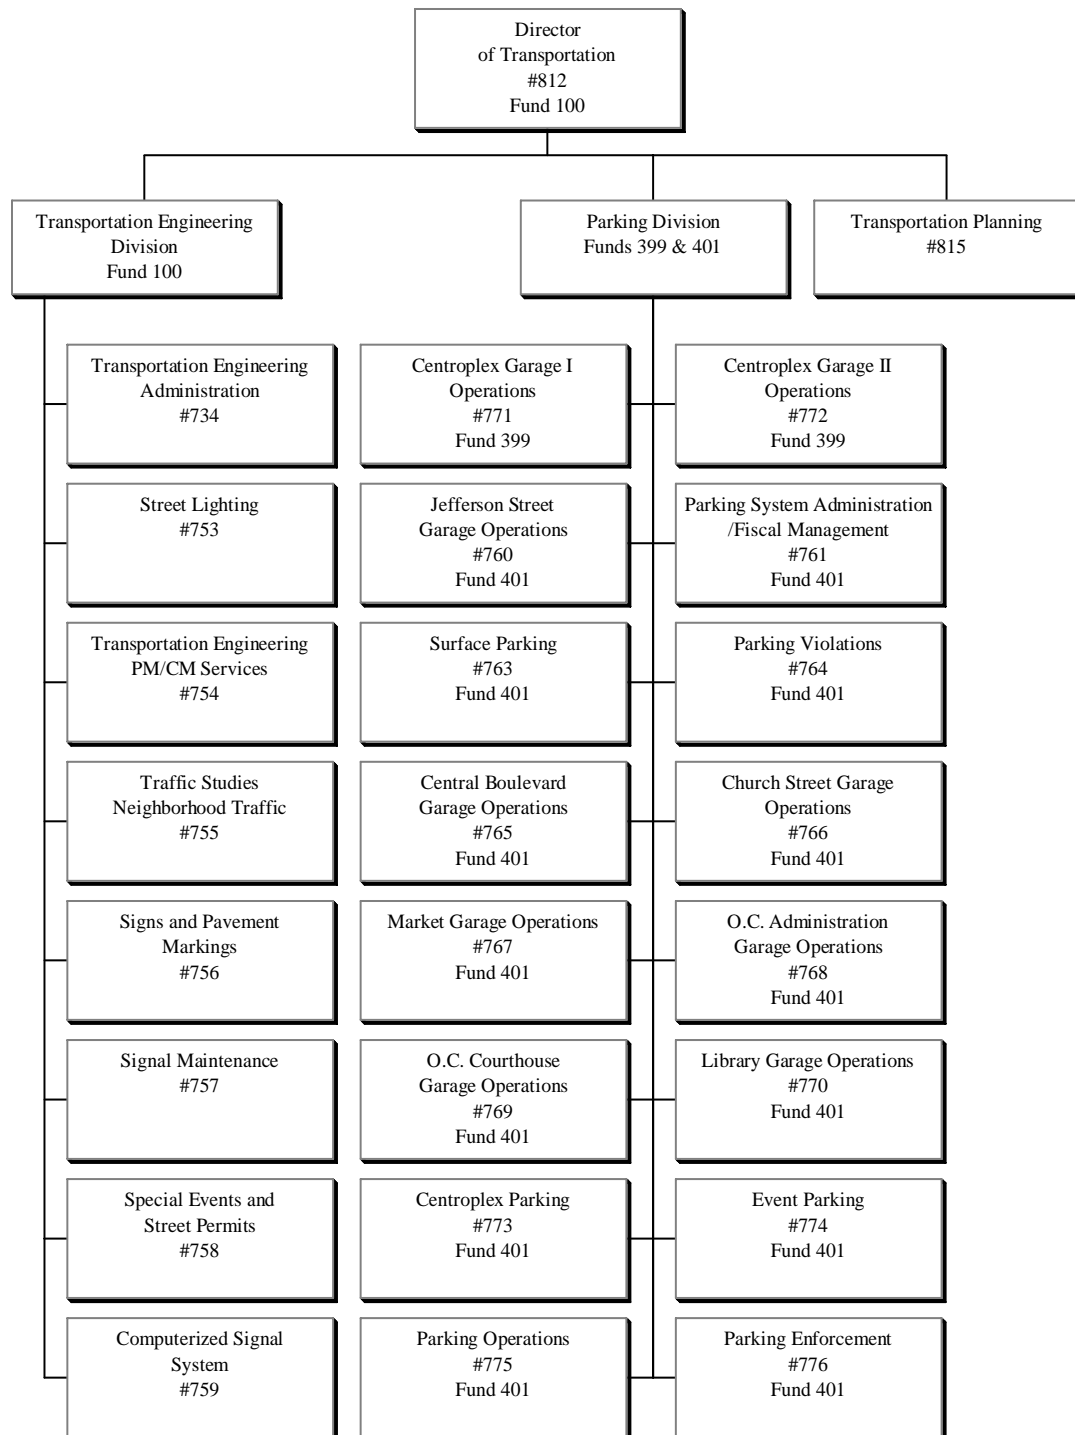 Director
of Transportation
#812
Fund 100
Transportation Engineering
Division
Fund 100
Parking Division
Funds 399 & 401
Transportation Planning
#815
Transportation Engineering
Administration
#734
Centroplex Garage I
Operations
#771
Fund 399
Centroplex Garage II
Operations
#772
Fund 399
Street Lighting
#753
Jefferson Street
Garage Operations
#760
Fund 401
Parking System Administration
/Fiscal Management
#761
Fund 401
Transportation Engineering
PM/CM Services
#754
Surface Parking
#763
Fund 401
Parking Violations
#764
Fund 401
Traffic Studies
Neighborhood Traffic
#755
Central Boulevard
Garage Operations
#765
Fund 401
Church Street Garage
Operations
#766
Fund 401
Signs and Pavement
Markings
#756
Market Garage Operations
#767
Fund 401
O.C. Administration
Garage Operations
#768
Fund 401
Signal Maintenance
#757
O.C. Courthouse
Garage Operations
#769
Fund 401
Library Garage Operations
#770
Fund 401
Special Events and
Street Permits
#758
Centroplex Parking
#773
Fund 401
Event Parking
#774
Fund 401
Computerized Signal
System
#759
Parking Operations
#775
Fund 401
Parking Enforcement
#776
Fund 401